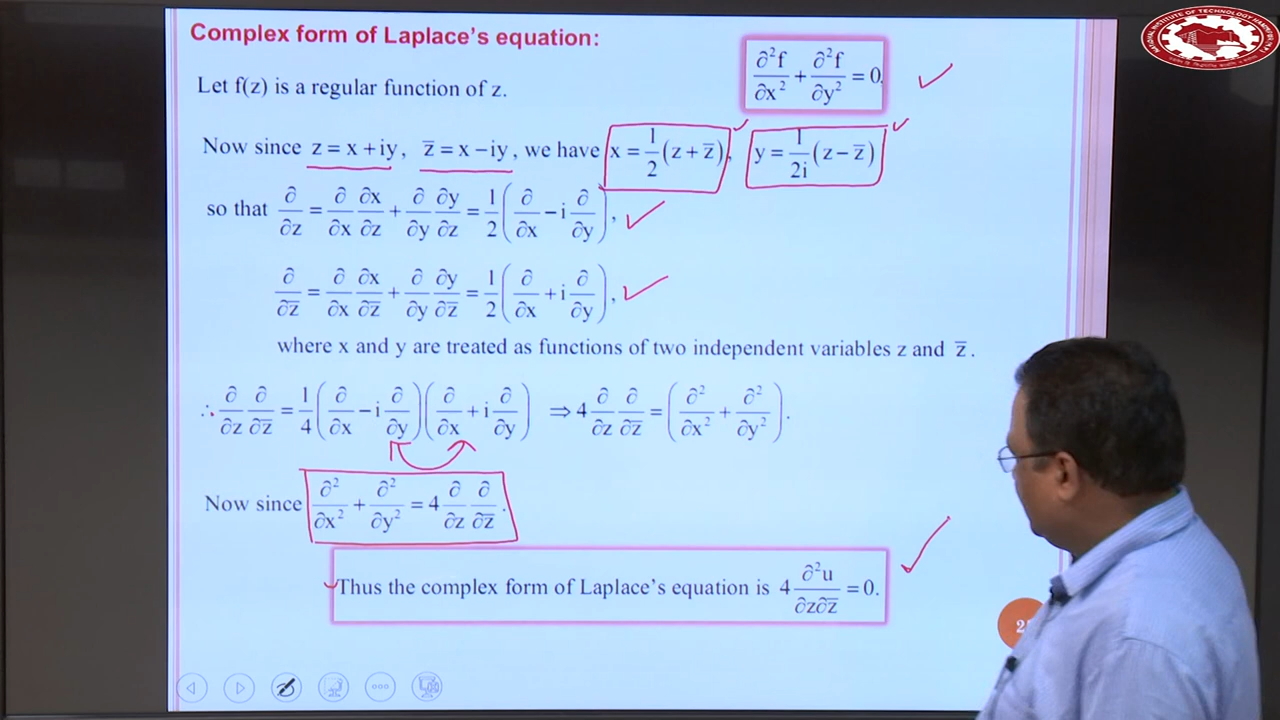 Complex form of Laplace's equation:
Let f(z) is a regular function of z.
∂²f/∂x² + ∂²f/∂y² = 0.
Now since z = x + iy, z̅ = x − iy, we have x = 1/2 (z + z̅), y = 1/2i (z − z̅)
so that ∂/∂z = ∂/∂x ∂x/∂z + ∂/∂y ∂y/∂z = 1/2 (∂/∂x − i ∂/∂y),
∂/∂z̅ = ∂/∂x ∂x/∂z̅ + ∂/∂y ∂y/∂z̅ = 1/2 (∂/∂x + i ∂/∂y),
where x and y are treated as functions of two independent variables z and z̅.
∴ ∂/∂z ∂/∂z̅ = 1/4 (∂/∂x − i ∂/∂y)(∂/∂x + i ∂/∂y) ⇒ 4 ∂/∂z ∂/∂z̅ = (∂²/∂x² + ∂²/∂y²).
Now since ∂²/∂x² + ∂²/∂y² = 4 ∂/∂z ∂/∂z̅.
Thus the complex form of Laplace's equation is 4 ∂²u/∂z∂z̅ = 0.